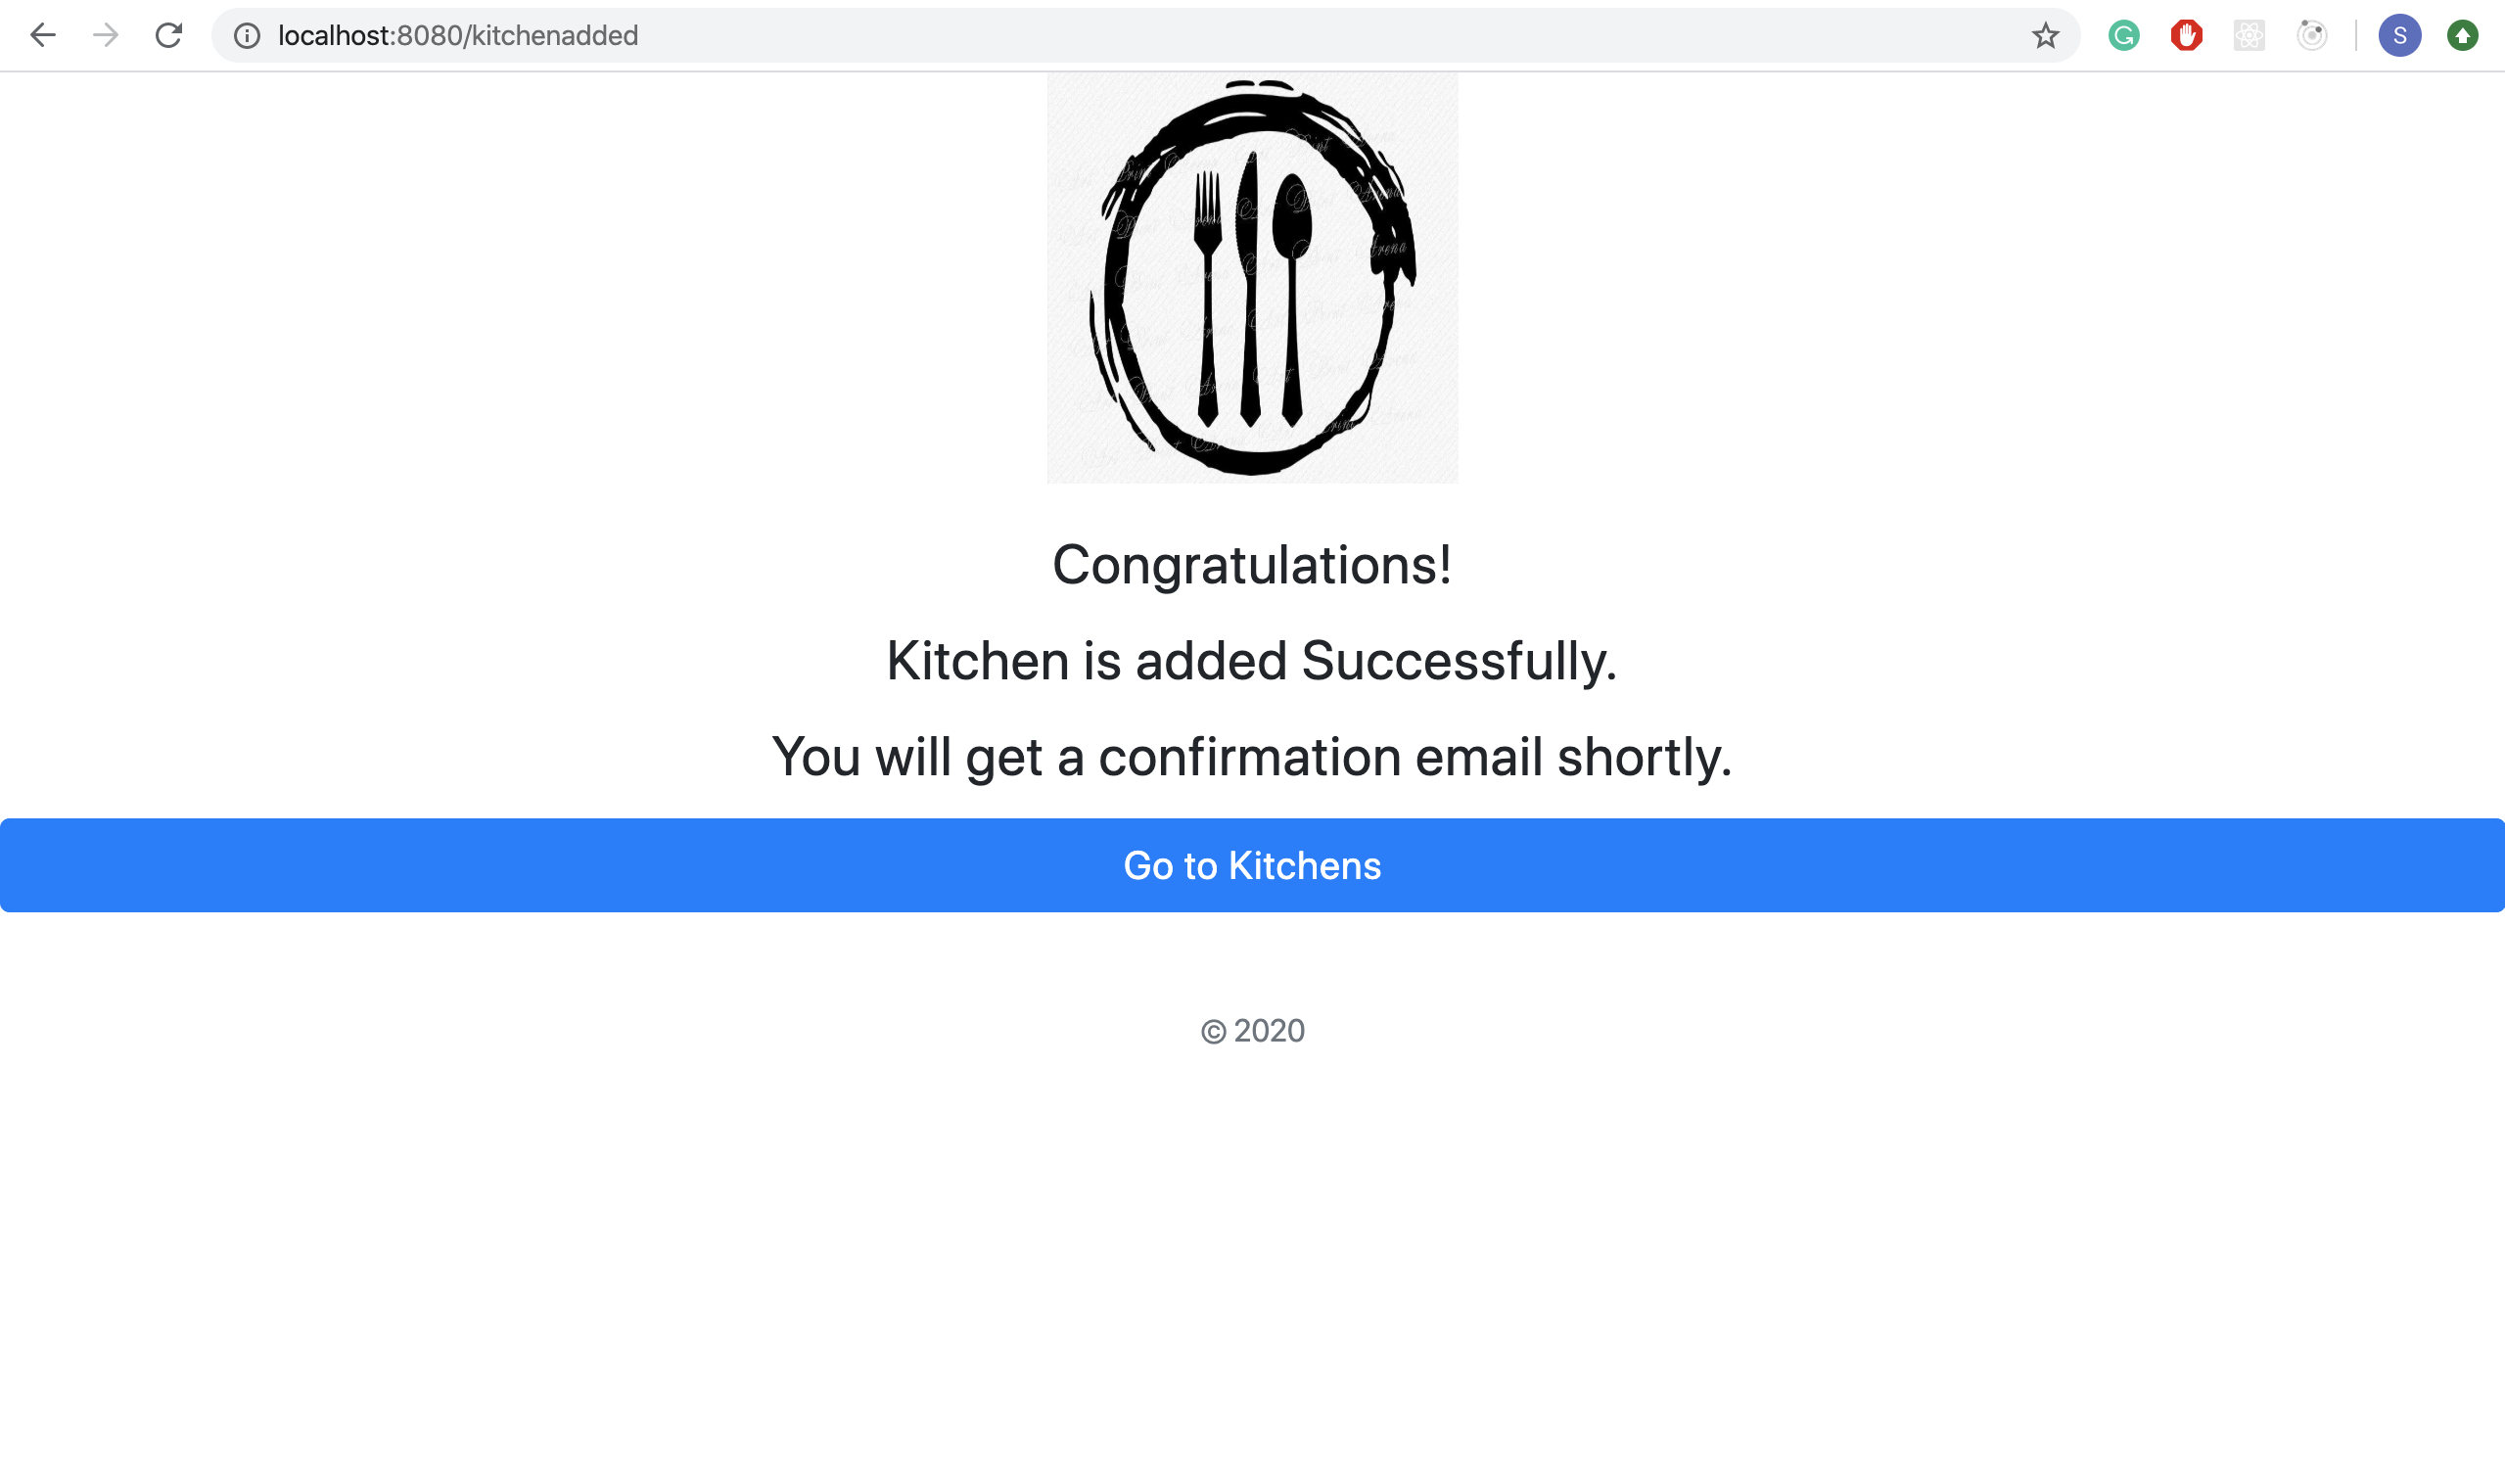 localhost:8080/kitchenadded
S
Congratulations!
Kitchen is added Successfully.
You will get a confirmation email shortly.
Go to Kitchens
© 2020